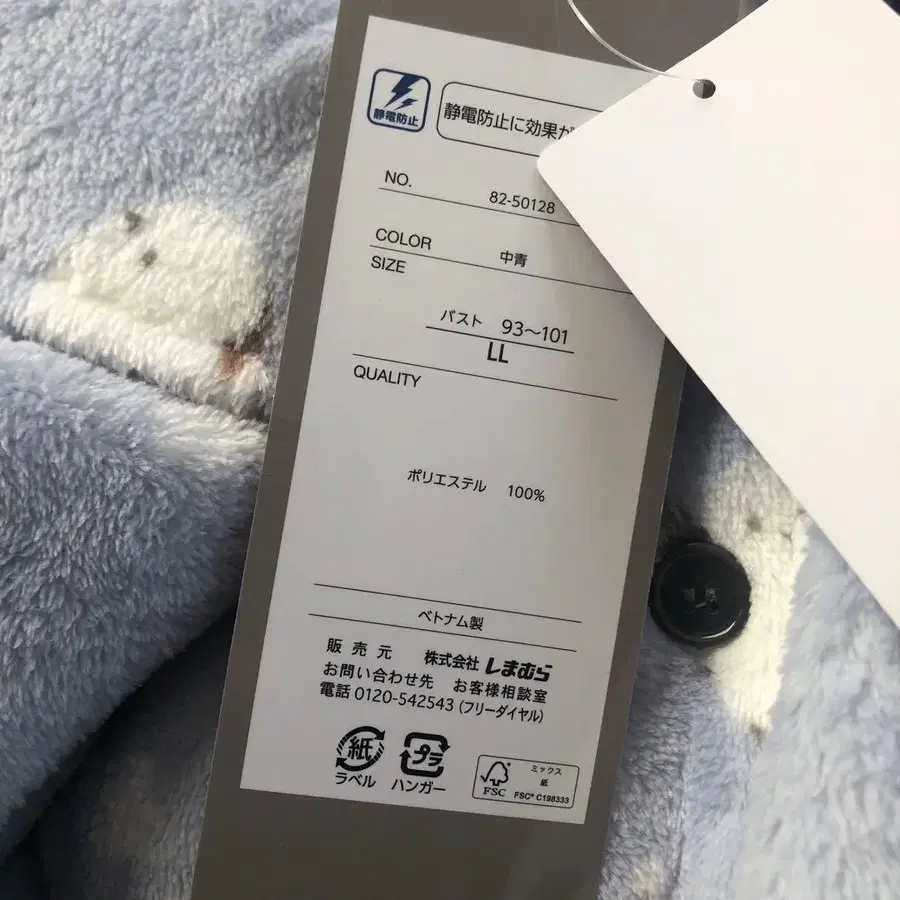 静電防止
静電防止に効果が
NO. 82-50128
COLOR 中青
SIZE
バスト 93~101
LL
QUALITY
ポリエステル 100%
ベトナム製
販売元 株式会社 しまむら
お問い合わせ先 お客様相談室
電話 0120-542543 (フリーダイヤル)
紙 プラ
ラベル ハンガー
ミックス
紙
FSC FSC® C198333